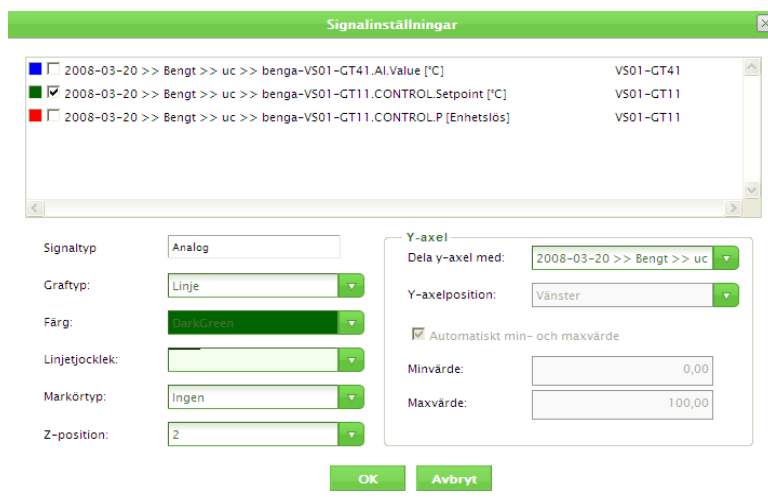 Signalinställningar
2008-03-20 >> Bengt >> uc >> benga-VS01-GT41.AI.Value [°C] VS01-GT41
2008-03-20 >> Bengt >> uc >> benga-VS01-GT11.CONTROL.Setpoint [°C] VS01-GT11
2008-03-20 >> Bengt >> uc >> benga-VS01-GT11.CONTROL.P [Enhetslös] VS01-GT11
Signaltyp Analog
Graftyp: Linje
Färg: DarkGreen
Linjetjocklek:
Markörtyp: Ingen
Z-position: 2
Y-axel
Dela y-axel med: 2008-03-20 >> Bengt >> uc
Y-axelposition: Vänster
Automatiskt min- och maxvärde
Minvärde: 0,00
Maxvärde: 100,00
OK Avbryt